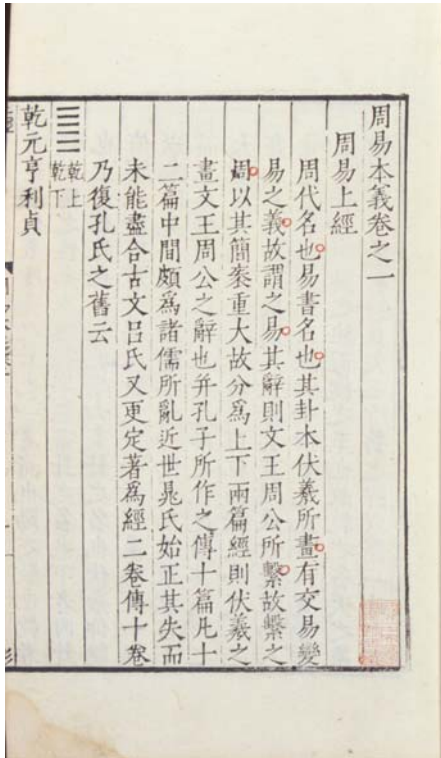 周易本義卷之一
周易上經
周代名也易書名也其卦本伏羲所畫有交易變
易之義故謂之易其辭則文王周公所繫故繫之
周以其簡袠重大故分爲上下兩篇經則伏羲之
畫文王周公之辭也并孔子所作之傳十篇凡十
二篇中間頗爲諸儒所亂近世晁氏始正其失而
未能盡合古文呂氏又更定著爲經二卷傳十卷
乃復孔氏之舊云
乾上
乾下
乾元亨利貞